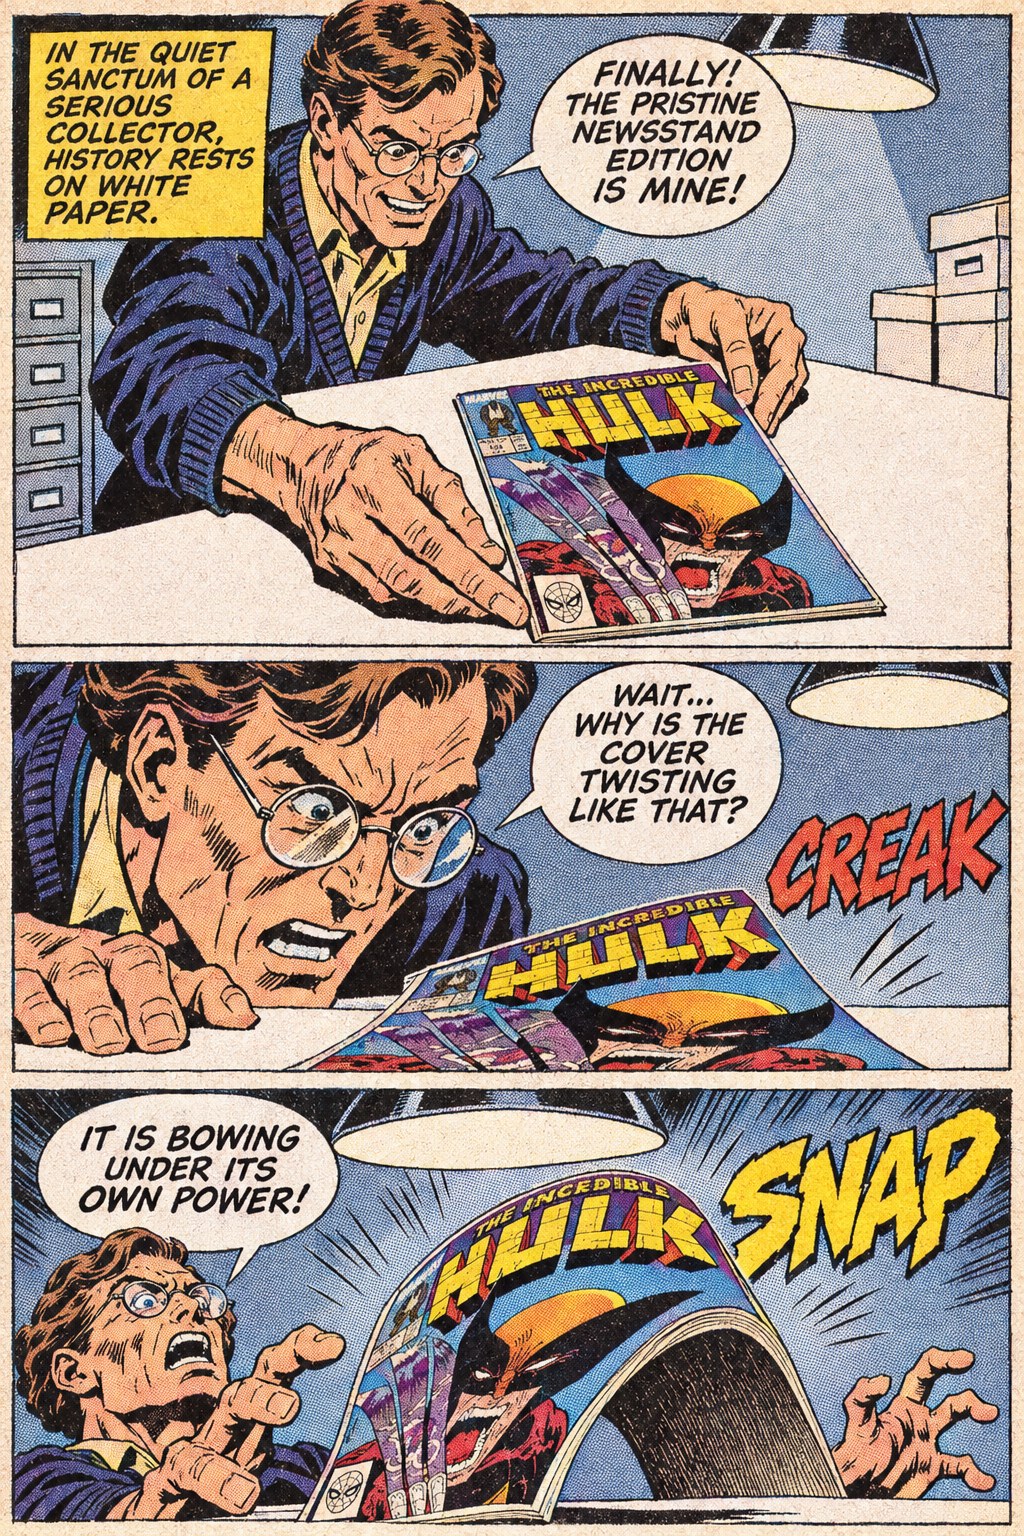 IN THE QUIET
SANCTUM OF A
SERIOUS
COLLECTOR,
HISTORY RESTS
ON WHITE
PAPER.
FINALLY!
THE PRISTINE
NEWSSTAND
EDITION
IS MINE!
MARVEL
THE INCREDIBLE
HULK
WAIT...
WHY IS THE
COVER
TWISTING
LIKE THAT?
CREAK
THE INCREDIBLE
HULK
IT IS BOWING
UNDER ITS
OWN POWER!
SNAP
THE INCEDIBLE
HULK